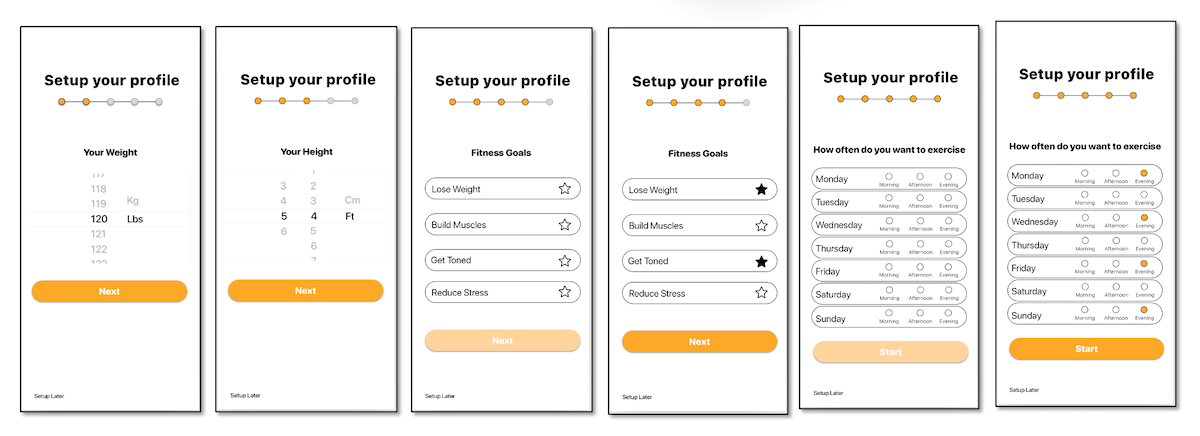 Setup your profile
Your Weight
117
118
119 Kg
120 Lbs
121
122
123
Next
Setup Later
Setup your profile
Your Height
3 2
4 3 Cm
5 4 Ft
6 5
6
7
Next
Setup Later
Setup your profile
Fitness Goals
Lose Weight
Build Muscles
Get Toned
Reduce Stress
Next
Setup Later
Setup your profile
Fitness Goals
Lose Weight
Build Muscles
Get Toned
Reduce Stress
Next
Setup Later
Setup your profile
How often do you want to exercise
Monday Morning Afternoon Evening
Tuesday Morning Afternoon Evening
Wednesday Morning Afternoon Evening
Thursday Morning Afternoon Evening
Friday Morning Afternoon Evening
Saturday Morning Afternoon Evening
Sunday Morning Afternoon Evening
Start
Setup Later
Setup your profile
How often do you want to exercise
Monday Morning Afternoon Evening
Tuesday Morning Afternoon Evening
Wednesday Morning Afternoon Evening
Thursday Morning Afternoon Evening
Friday Morning Afternoon Evening
Saturday Morning Afternoon Evening
Sunday Morning Afternoon Evening
Start
Setup Later